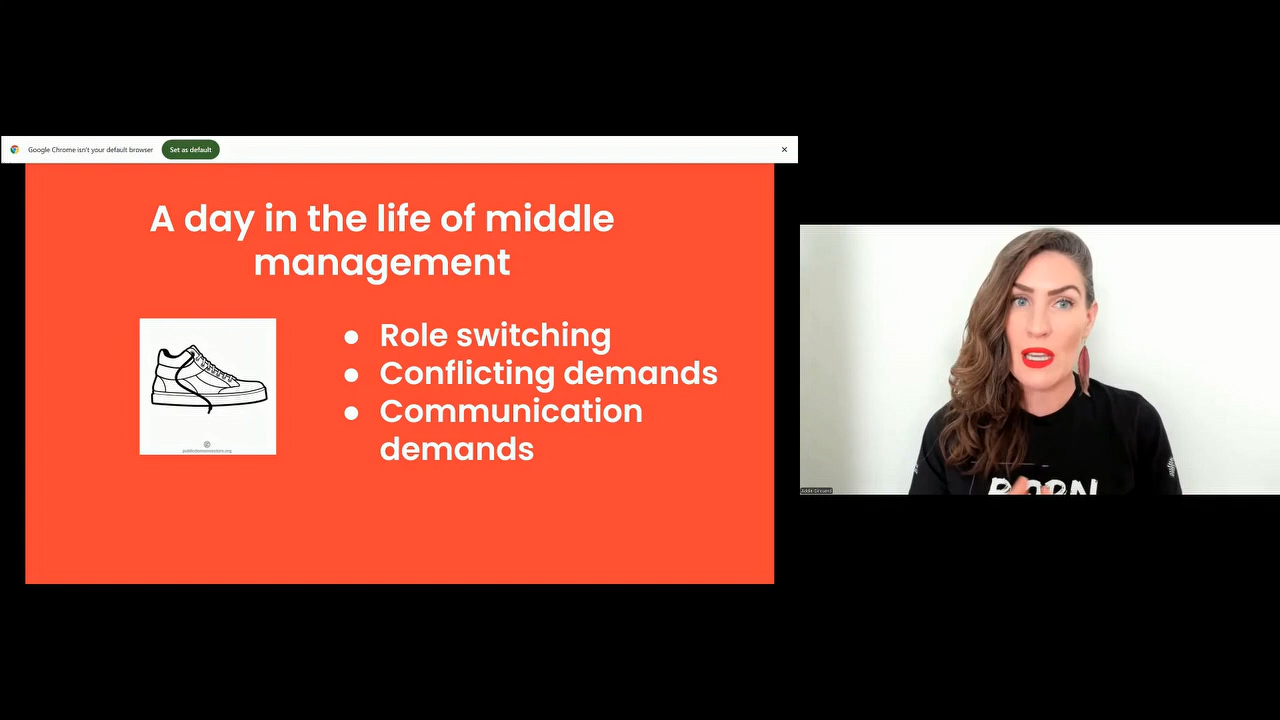 Google Chrome isn't your default browser
Set as default
A day in the life of middle
management
● Role switching
● Conflicting demands
● Communication
demands
BORN